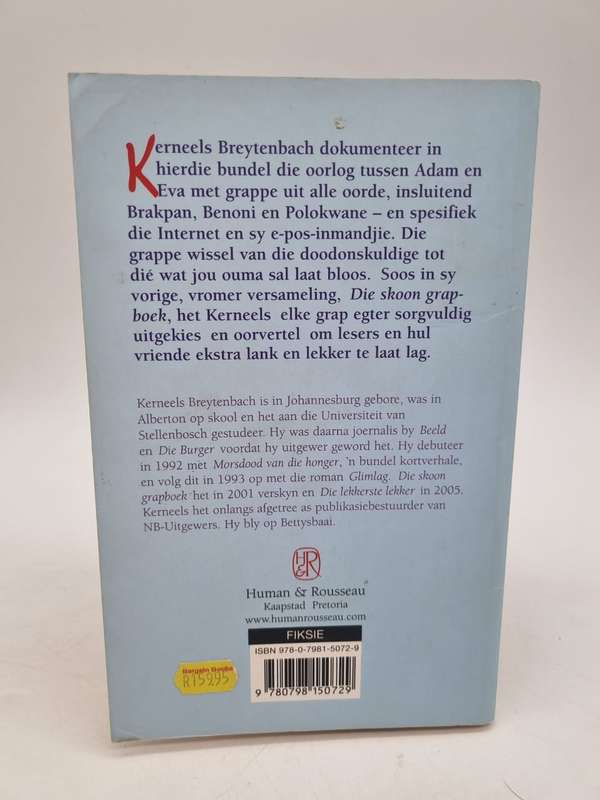 Kerneels Breytenbach dokumenteer in
hierdie bundel die oorlog tussen Adam en
Eva met grappe uit alle oorde, insluitend
Brakpan, Benoni en Polokwane – en spesifiek
die Internet en sy e-pos-inmandjie. Die
grappe wissel van die doodonskuldige tot
dié wat jou ouma sal laat bloos. Soos in sy
vorige, vromer versameling, Die skoon grap-
boek, het Kerneels elke grap egter sorgvuldig
uitgekies en oorvertel om lesers en hul
vriende ekstra lank en lekker te laat lag.
Kerneels Breytenbach is in Johannesburg gebore, was in
Alberton op skool en het aan die Universiteit van
Stellenbosch gestudeer. Hy was daarna joernalis by Beeld
en Die Burger voordat hy uitgewer geword het. Hy debuteer
in 1992 met Morsdood van die honger, 'n bundel kortverhale,
en volg dit in 1993 op met die roman Glimlag. Die skoon
grapboek het in 2001 verskyn en Die lekkerste lekker in 2005.
Kerneels het onlangs afgetree as publikasiebestuurder van
NB-Uitgewers. Hy bly op Bettysbaai.
H&R
Human & Rousseau
Kaapstad Pretoria
www.humanrousseau.com
FIKSIE
ISBN 978-0-7981-5072-9
9 780798 150729
Bargain Books
R159.95